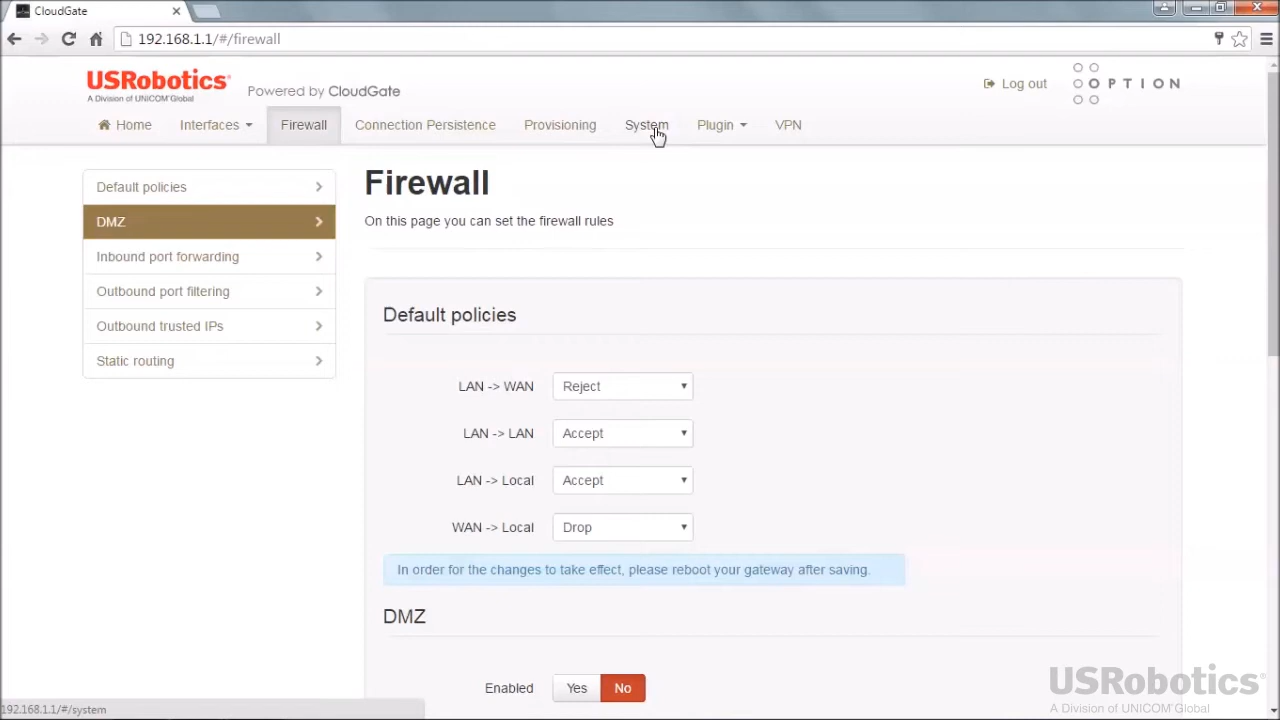 CloudGate
192.168.1.1/#/firewall
USRobotics®
A Division of UNICOM Global
Powered by CloudGate
Log out
OPTION
Home
Interfaces
Firewall
Connection Persistence
Provisioning
System
Plugin
VPN
Default policies
DMZ
Inbound port forwarding
Outbound port filtering
Outbound trusted IPs
Static routing
Firewall
On this page you can set the firewall rules
Default policies
LAN -> WAN Reject
LAN -> LAN Accept
LAN -> Local Accept
WAN -> Local Drop
In order for the changes to take effect, please reboot your gateway after saving.
DMZ
Enabled Yes No
192.168.1.1/#/system
USRobotics®
A Division of UNICOM Global